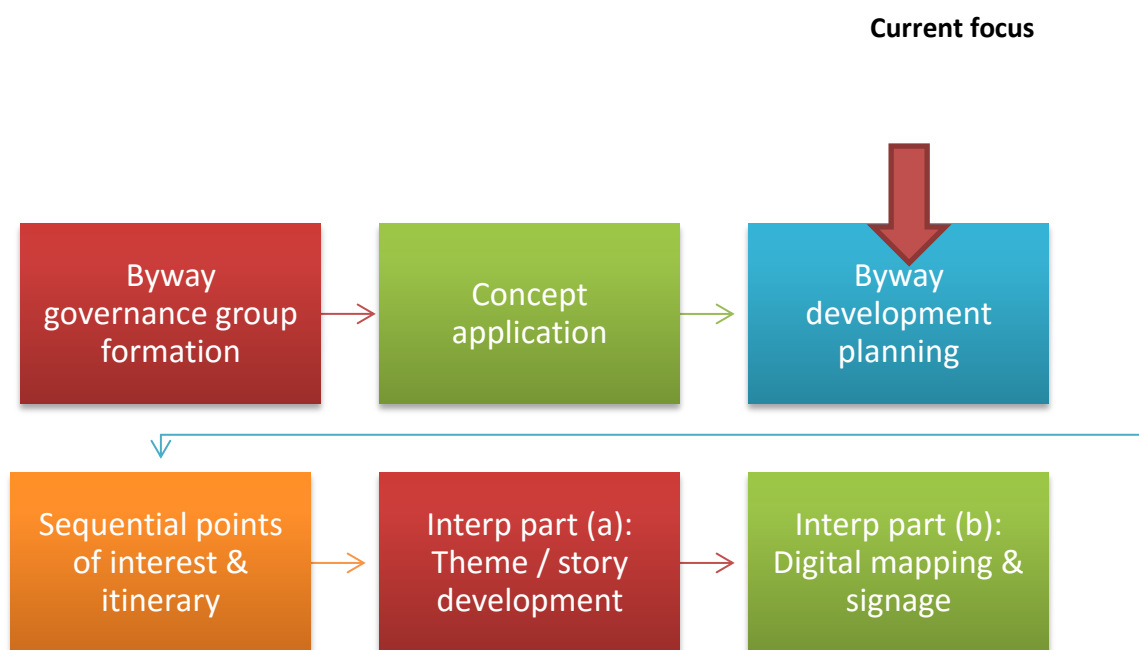 Current focus
Byway
governance group
formation
Concept
application
Byway
development
planning
Sequential points
of interest &
itinerary
Interp part (a):
Theme / story
development
Interp part (b):
Digital mapping &
signage